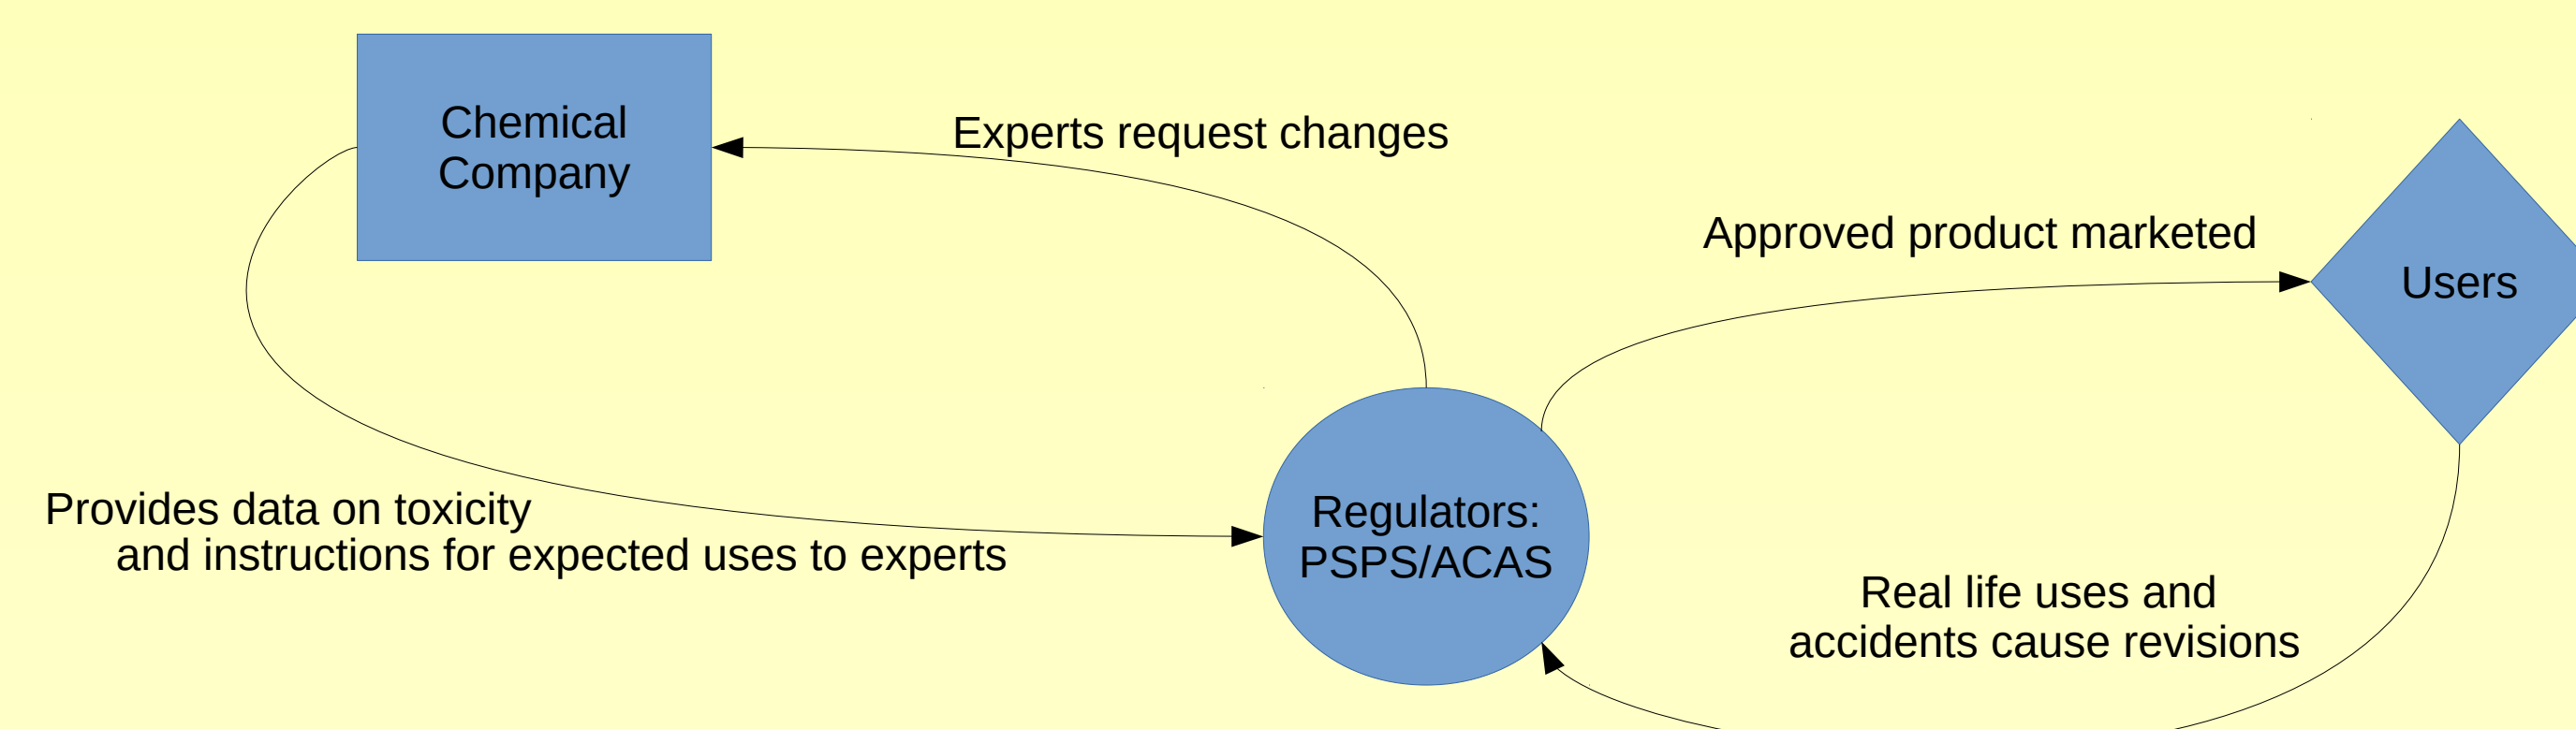 Chemical
Company
Experts request changes
Approved product marketed
Users
Provides data on toxicity
and instructions for expected uses to experts
Regulators:
PSPS/ACAS
Real life uses and
accidents cause revisions